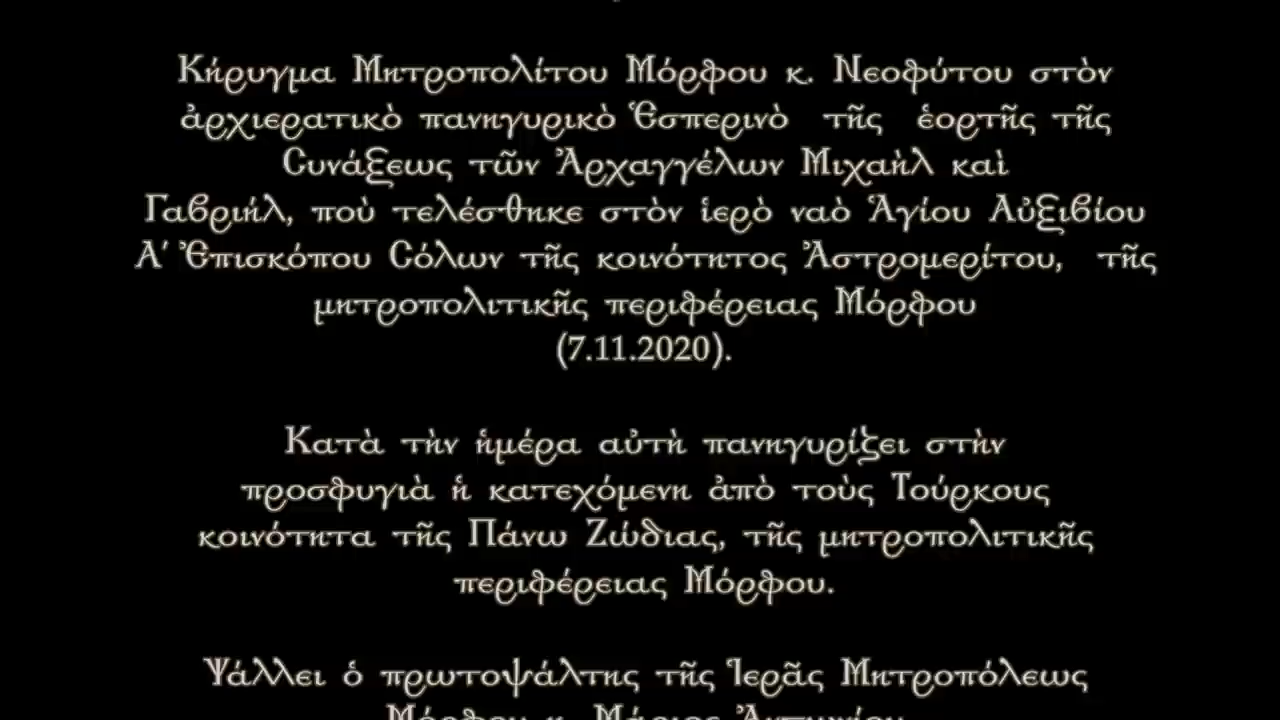 Κήρυγμα Μητροπολίτου Μόρφου κ. Νεοφύτου στὸν
ἀρχιερατικὸ πανηγυρικὸ Ἑσπερινὸ τῆς ἑορτῆς τῆς
Συνάξεως τῶν Ἀρχαγγέλων Μιχαὴλ καὶ
Γαβριήλ, ποὺ τελέσθηκε στὸν ἱερὸ ναὸ Ἁγίου Αὐξιβίου
Α′ Ἐπισκόπου Σόλων τῆς κοινότητος Ἀστρομερίτου, τῆς
μητροπολιτικῆς περιφέρειας Μόρφου
(7.11.2020).
Κατὰ τὴν ἡμέρα αὐτὴ πανηγυρίζει στὴν
προσφυγιὰ ἡ κατεχόμενη ἀπὸ τοὺς Τούρκους
κοινότητα τῆς Πάνω Ζώδιας, τῆς μητροπολιτικῆς
περιφέρειας Μόρφου.
Ψάλλει ὁ πρωτοψάλτης τῆς Ἱερᾶς Μητροπόλεως
Μόρφου κ. Μάριος